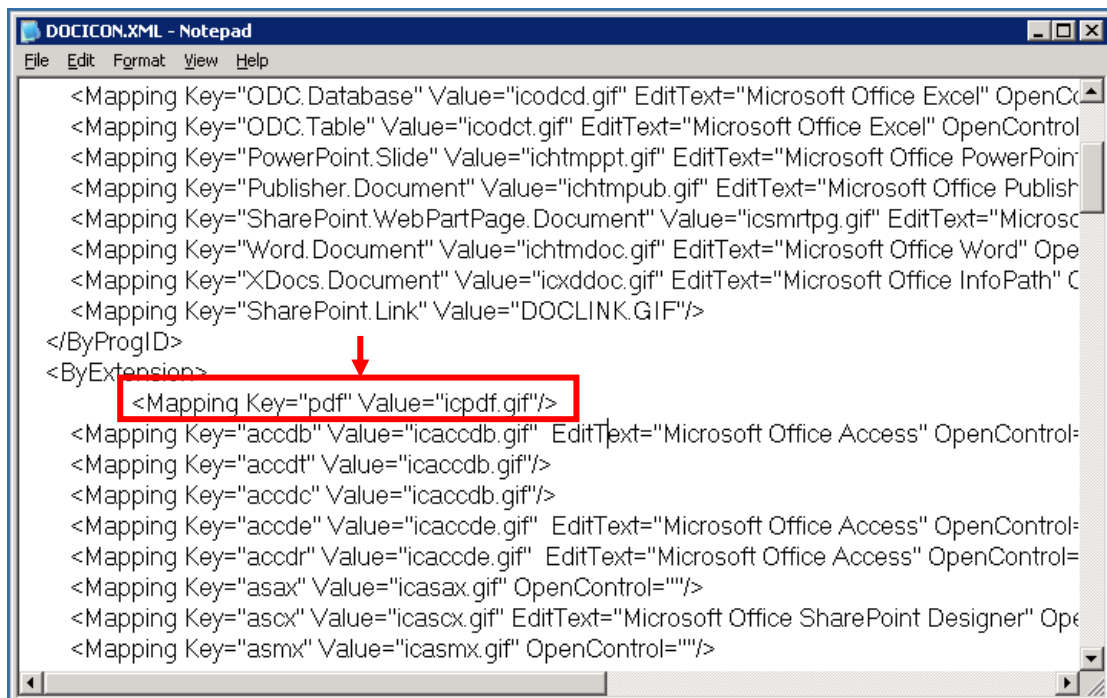 DOCICON.XML - Notepad
File Edit Format View Help
<Mapping Key="ODC.Database" Value="icodcd.gif" EditText="Microsoft Office Excel" OpenCo
<Mapping Key="ODC.Table" Value="icodct.gif" EditText="Microsoft Office Excel" OpenControl
<Mapping Key="PowerPoint.Slide" Value="ichtmppt.gif" EditText="Microsoft Office PowerPoin
<Mapping Key="Publisher.Document" Value="ichtmpub.gif" EditText="Microsoft Office Publish
<Mapping Key="SharePoint.WebPartPage.Document" Value="icsmrtpg.gif" EditText="Microsc
<Mapping Key="Word.Document" Value="ichtmdoc.gif" EditText="Microsoft Office Word" Ope
<Mapping Key="XDocs.Document" Value="icxddoc.gif" EditText="Microsoft Office InfoPath" C
<Mapping Key="SharePoint.Link" Value="DOCLINK.GIF"/>
</ByProgID>
<ByExtension>
<Mapping Key="pdf" Value="icpdf.gif"/>
<Mapping Key="accdb" Value="icaccdb.gif"  EditText="Microsoft Office Access" OpenControl=
<Mapping Key="accdt" Value="icaccdb.gif"/>
<Mapping Key="accdc" Value="icaccdb.gif"/>
<Mapping Key="accde" Value="icaccde.gif"  EditText="Microsoft Office Access" OpenControl=
<Mapping Key="accdr" Value="icaccde.gif"  EditText="Microsoft Office Access" OpenControl=
<Mapping Key="asax" Value="icasax.gif" OpenControl=""/>
<Mapping Key="ascx" Value="icascx.gif" EditText="Microsoft Office SharePoint Designer" Ope
<Mapping Key="asmx" Value="icasmx.gif" OpenControl=""/>